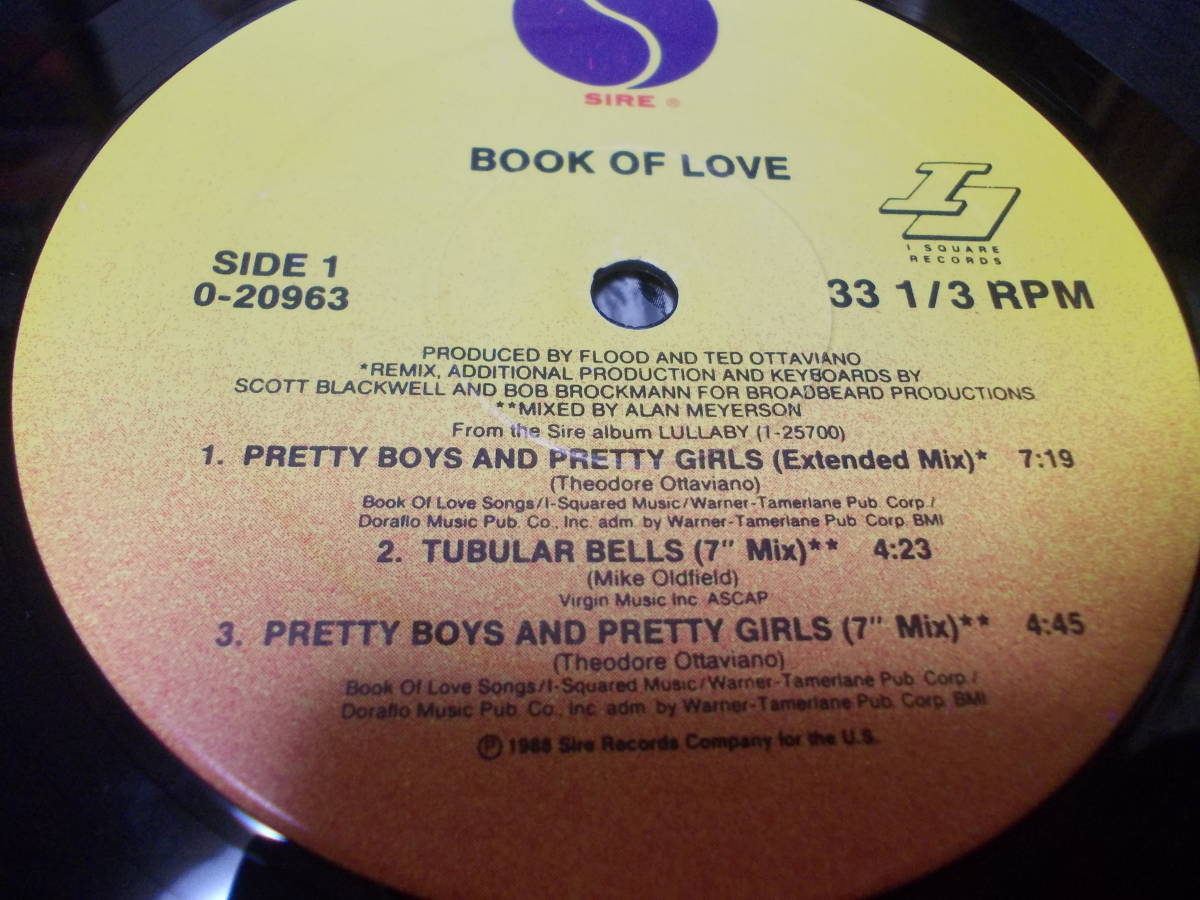 SIRE ®
BOOK OF LOVE
I SQUARE
RECORDS
SIDE 1
0-20963
33 1/3 RPM
PRODUCED BY FLOOD AND TED OTTAVIANO
*REMIX, ADDITIONAL PRODUCTION AND KEYBOARDS BY
SCOTT BLACKWELL AND BOB BROCKMANN FOR BROADBEARD PRODUCTIONS
**MIXED BY ALAN MEYERSON
From the Sire album LULLABY (1-25700)
1. PRETTY BOYS AND PRETTY GIRLS (Extended Mix)* 7:19
(Theodore Ottaviano)
Book Of Love Songs/I-Squared Music/Warner-Tamerlane Pub. Corp./
Doraflo Music Pub. Co., Inc. adm. by Warner-Tamerlane Pub. Corp. BMI
2. TUBULAR BELLS (7" Mix)** 4:23
(Mike Oldfield)
Virgin Music Inc. ASCAP
3. PRETTY BOYS AND PRETTY GIRLS (7" Mix)** 4:45
(Theodore Ottaviano)
Book Of Love Songs/I-Squared Music/Warner-Tamerlane Pub. Corp./
Doraflo Music Pub. Co., Inc. adm. by Warner-Tamerlane Pub. Corp. BMI
℗ 1988 Sire Records Company for the U.S.